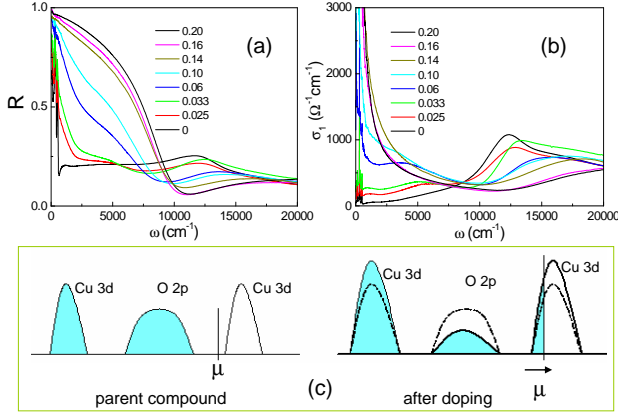 1.0
0.5
0.0
R
0
5000
10000
15000
20000
ω(cm⁻¹)
(a)
0.20
0.16
0.14
0.10
0.06
0.033
0.025
0
3000
2000
1000
0
σ₁ (Ω⁻¹cm⁻¹)
0
5000
10000
15000
20000
ω (cm⁻¹)
(b)
0.20
0.16
0.14
0.10
0.06
0.033
0.025
0
Cu 3d
O 2p
Cu 3d
μ
parent compound
(c)
Cu 3d
O 2p
Cu 3d
μ
after doping